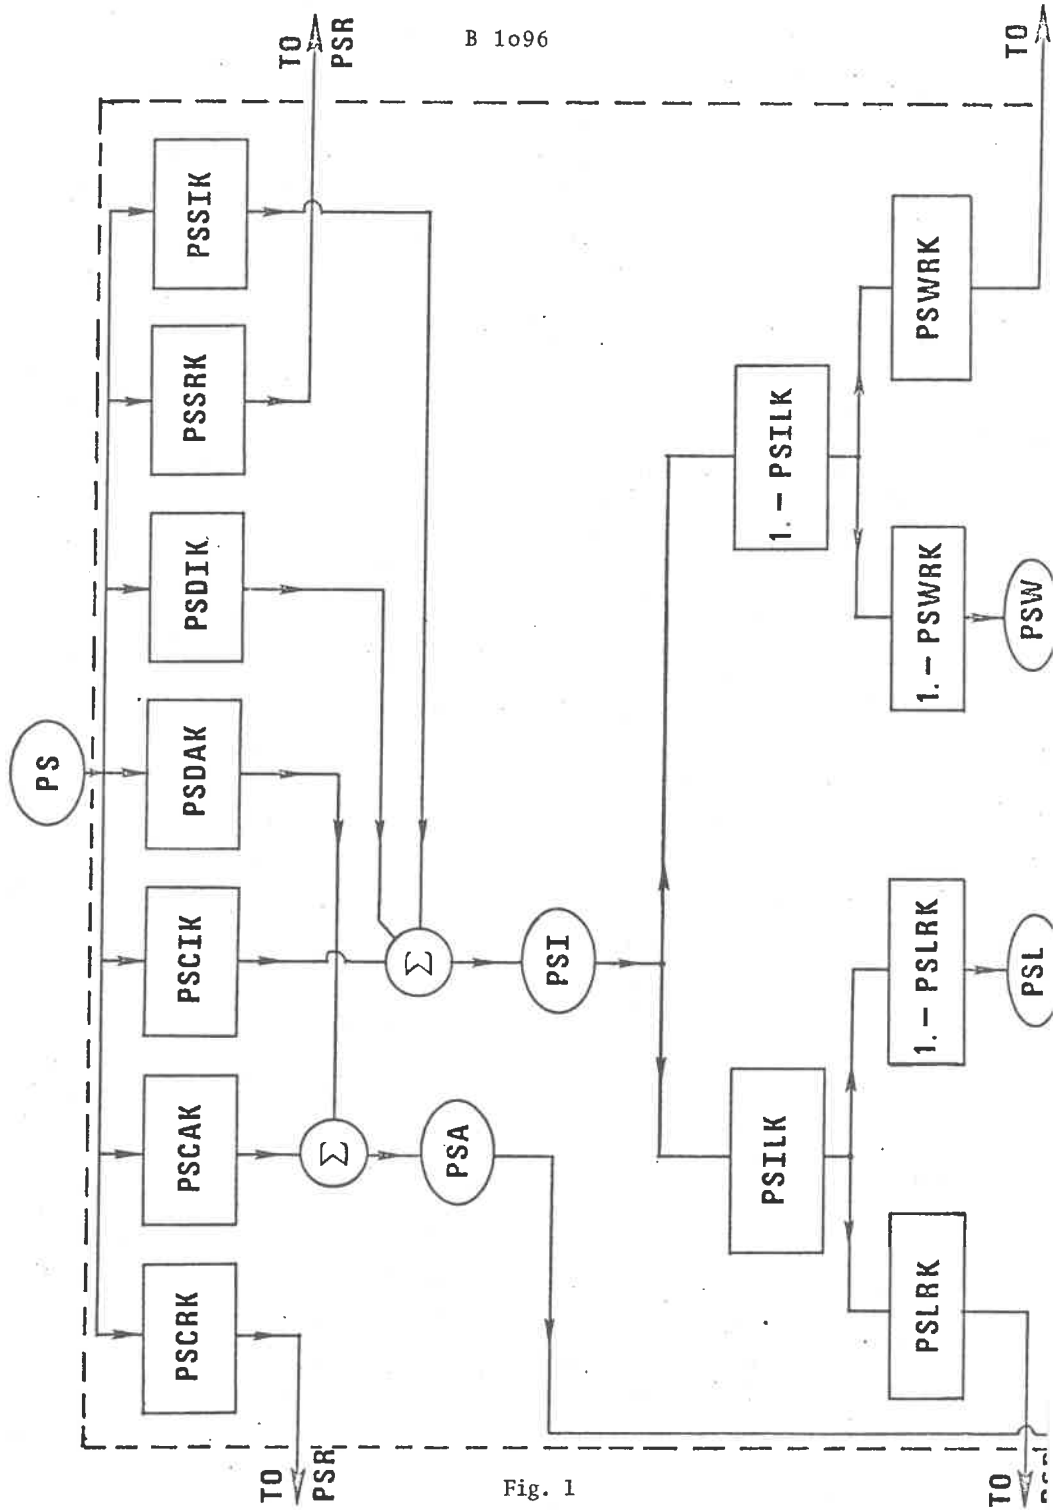 B 1o96
TO
PSR
TO
PS
PSCRK
PSCAK
PSCIK
PSDAK
PSDIK
PSSRK
PSSIK
TO
PSR
Σ
Σ
PSA
PSI
PSILK
1.– PSILK
PSLRK
1.– PSLRK
1.– PSWRK
PSWRK
PSL
PSW
TO
Fig. 1